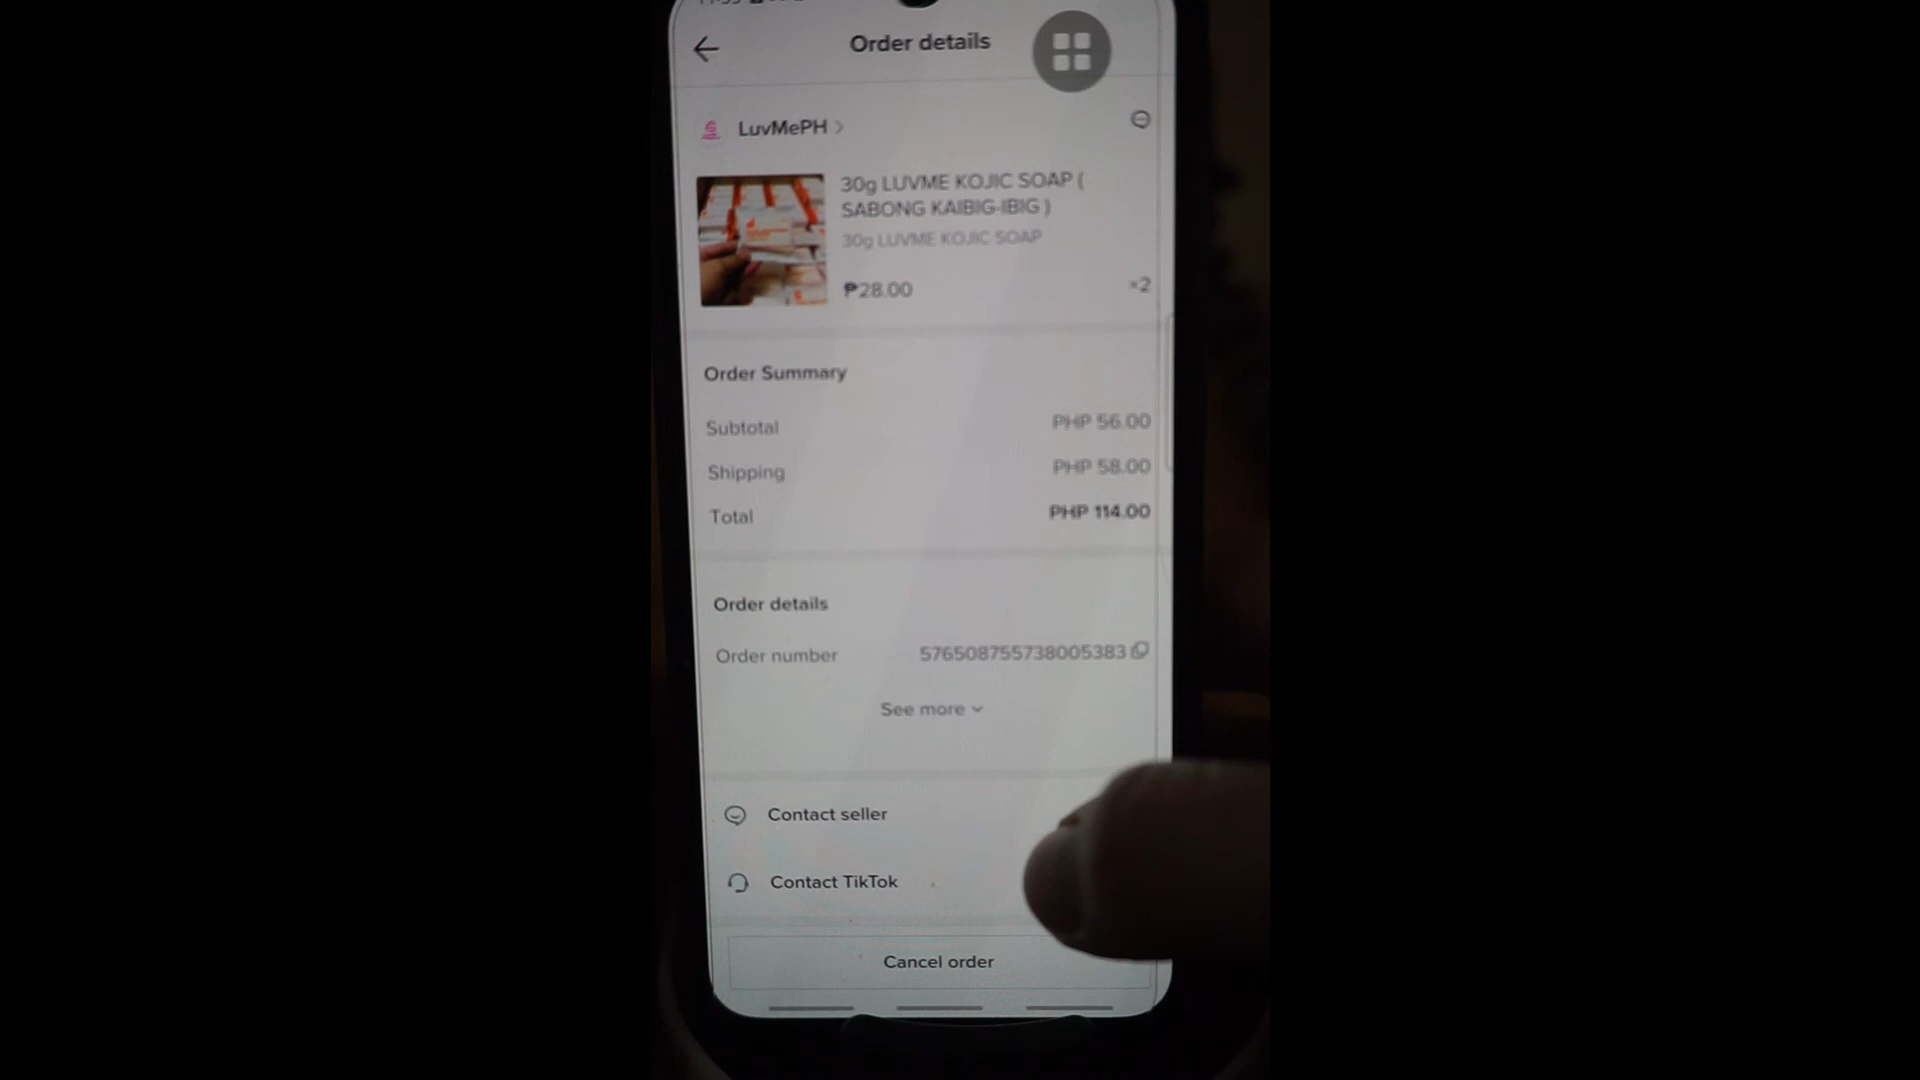 Order details
LuvMePH
30g LUVME KOJIC SOAP (
SABONG KAIBIG-IBIG )
30g LUVME KOJIC SOAP
₱28.00
×2
Order Summary
Subtotal PHP 56.00
Shipping PHP 58.00
Total PHP 114.00
Order details
Order number 576508755738005383
See more
Contact seller
Contact TikTok
Cancel order